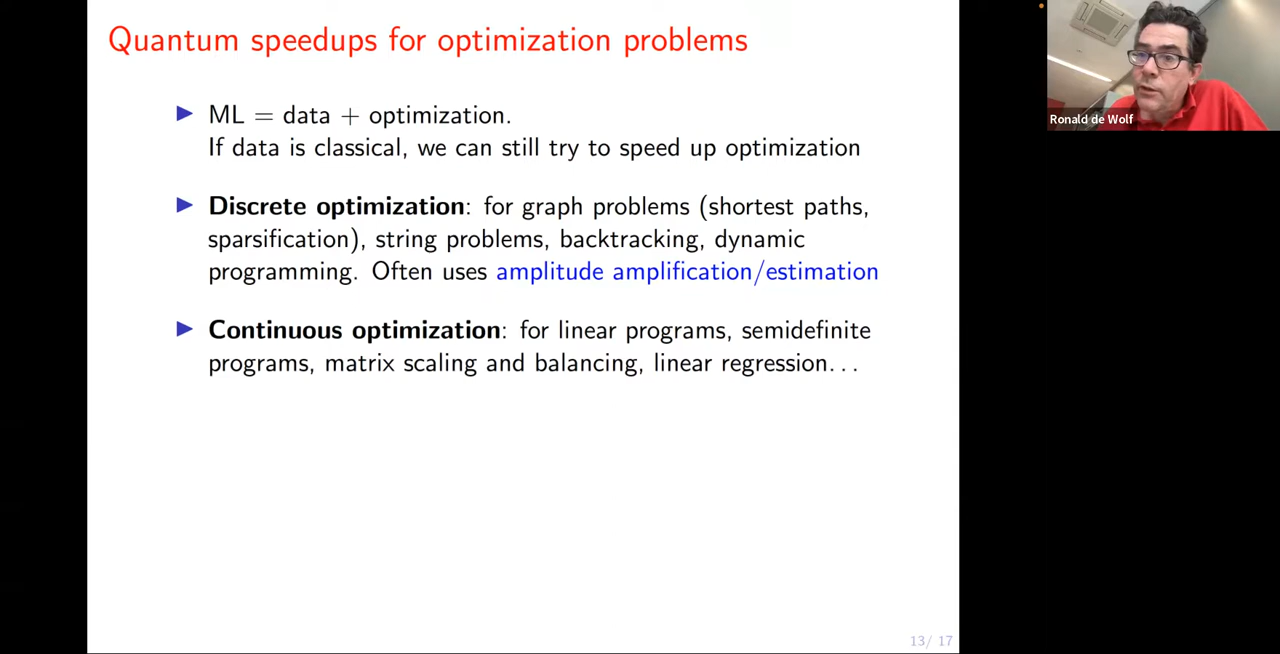 Quantum speedups for optimization problems
▶ ML = data + optimization.
If data is classical, we can still try to speed up optimization
▶ Discrete optimization: for graph problems (shortest paths,
sparsification), string problems, backtracking, dynamic
programming. Often uses amplitude amplification/estimation
▶ Continuous optimization: for linear programs, semidefinite
programs, matrix scaling and balancing, linear regression. . .
13/ 17
Ronald de Wolf